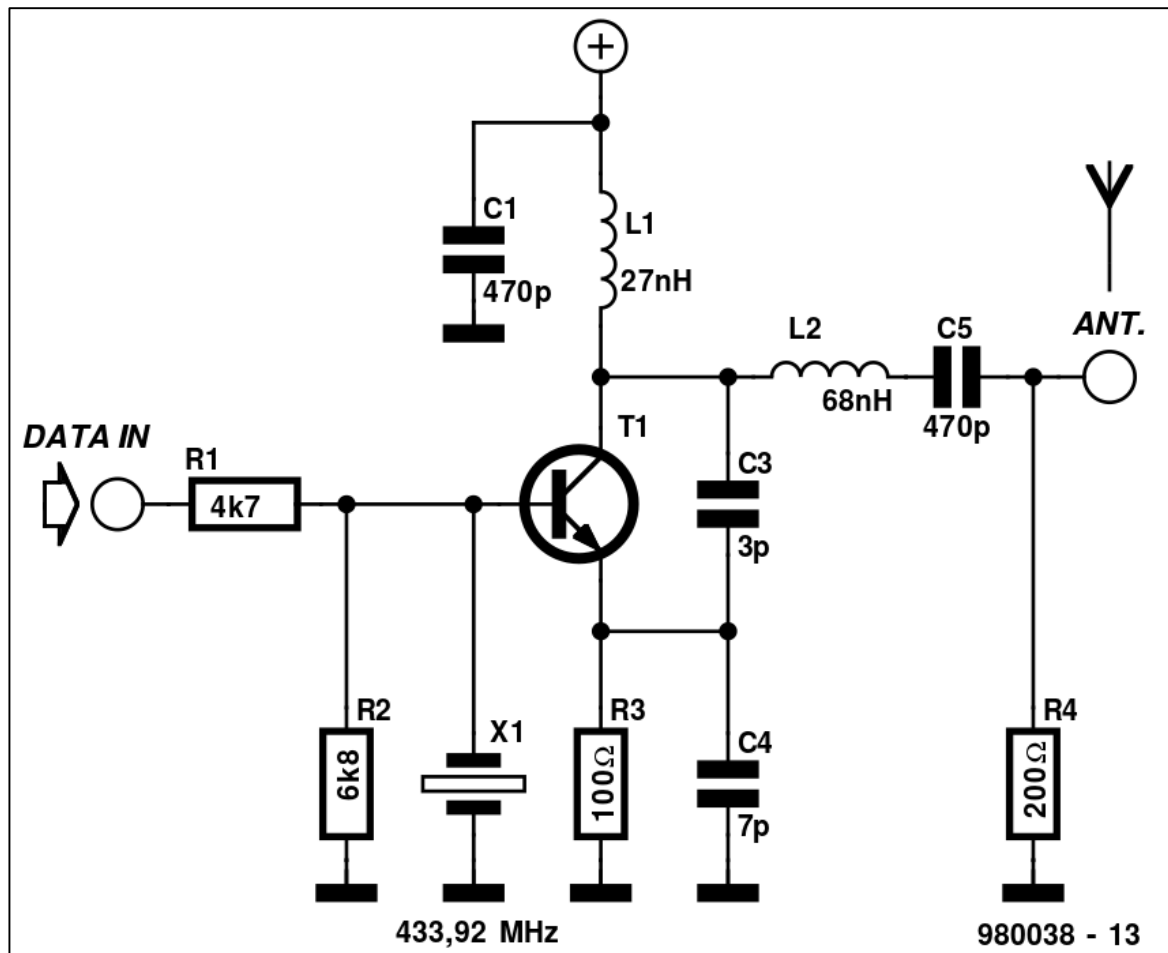 +
C1
470p
L1
27nH
L2
68nH
C5
470p
ANT.
DATA IN
R1
4k7
T1
C3
3p
R2
6k8
X1
R3
100Ω
C4
7p
R4
200Ω
433,92 MHz
980038 - 13